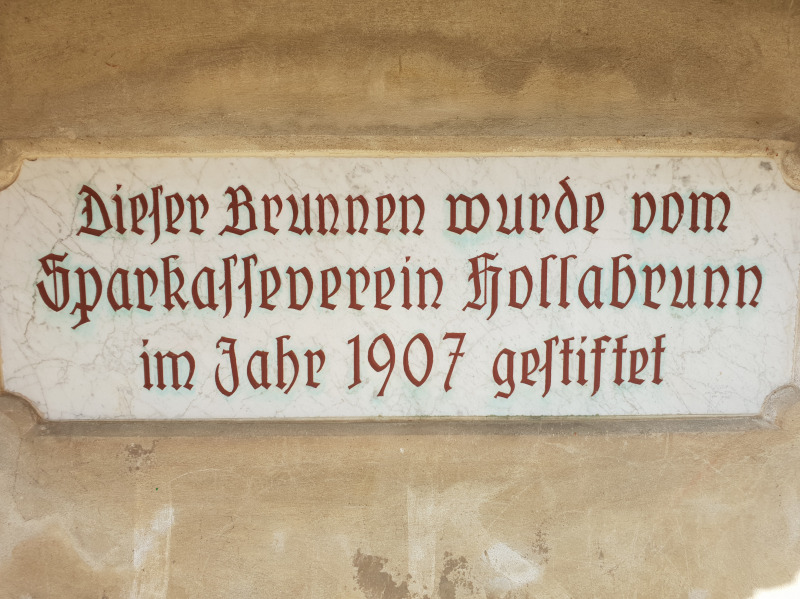 Dieſer Brunnen wurde vom
Sparkaſſeverein Hollabrunn
im Jahr 1907 geſtiftet